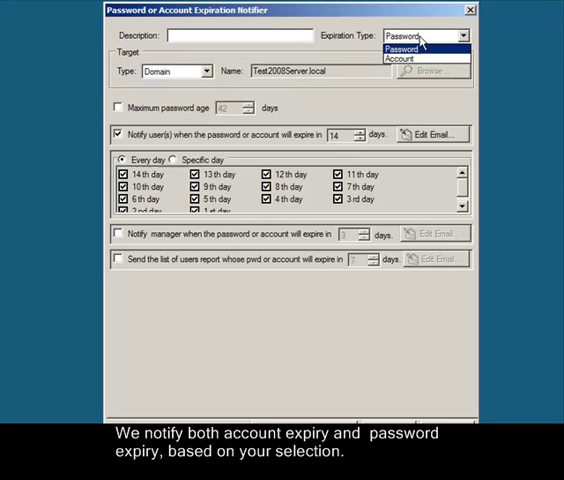 Password or Account Expiration Notifier
Description: Expiration Type: Password
Password
Account
Target
Type: Domain Name: Test2008Server.local Browse...
Maximum password age 42 days
Notify user(s) when the password or account will expire in 14 days. Edit Email...
Every day Specific day
14 th day 13 th day 12 th day 11 th day
10 th day 9 th day 8 th day 7 th day
6 th day 5 th day 4 th day 3 rd day
2 nd day 1 st day
Notify manager when the password or account will expire in 3 days. Edit Email...
Send the list of users report whose pwd or account will expire in 7 days. Edit Email...
We notify both account expiry and password
expiry, based on your selection.